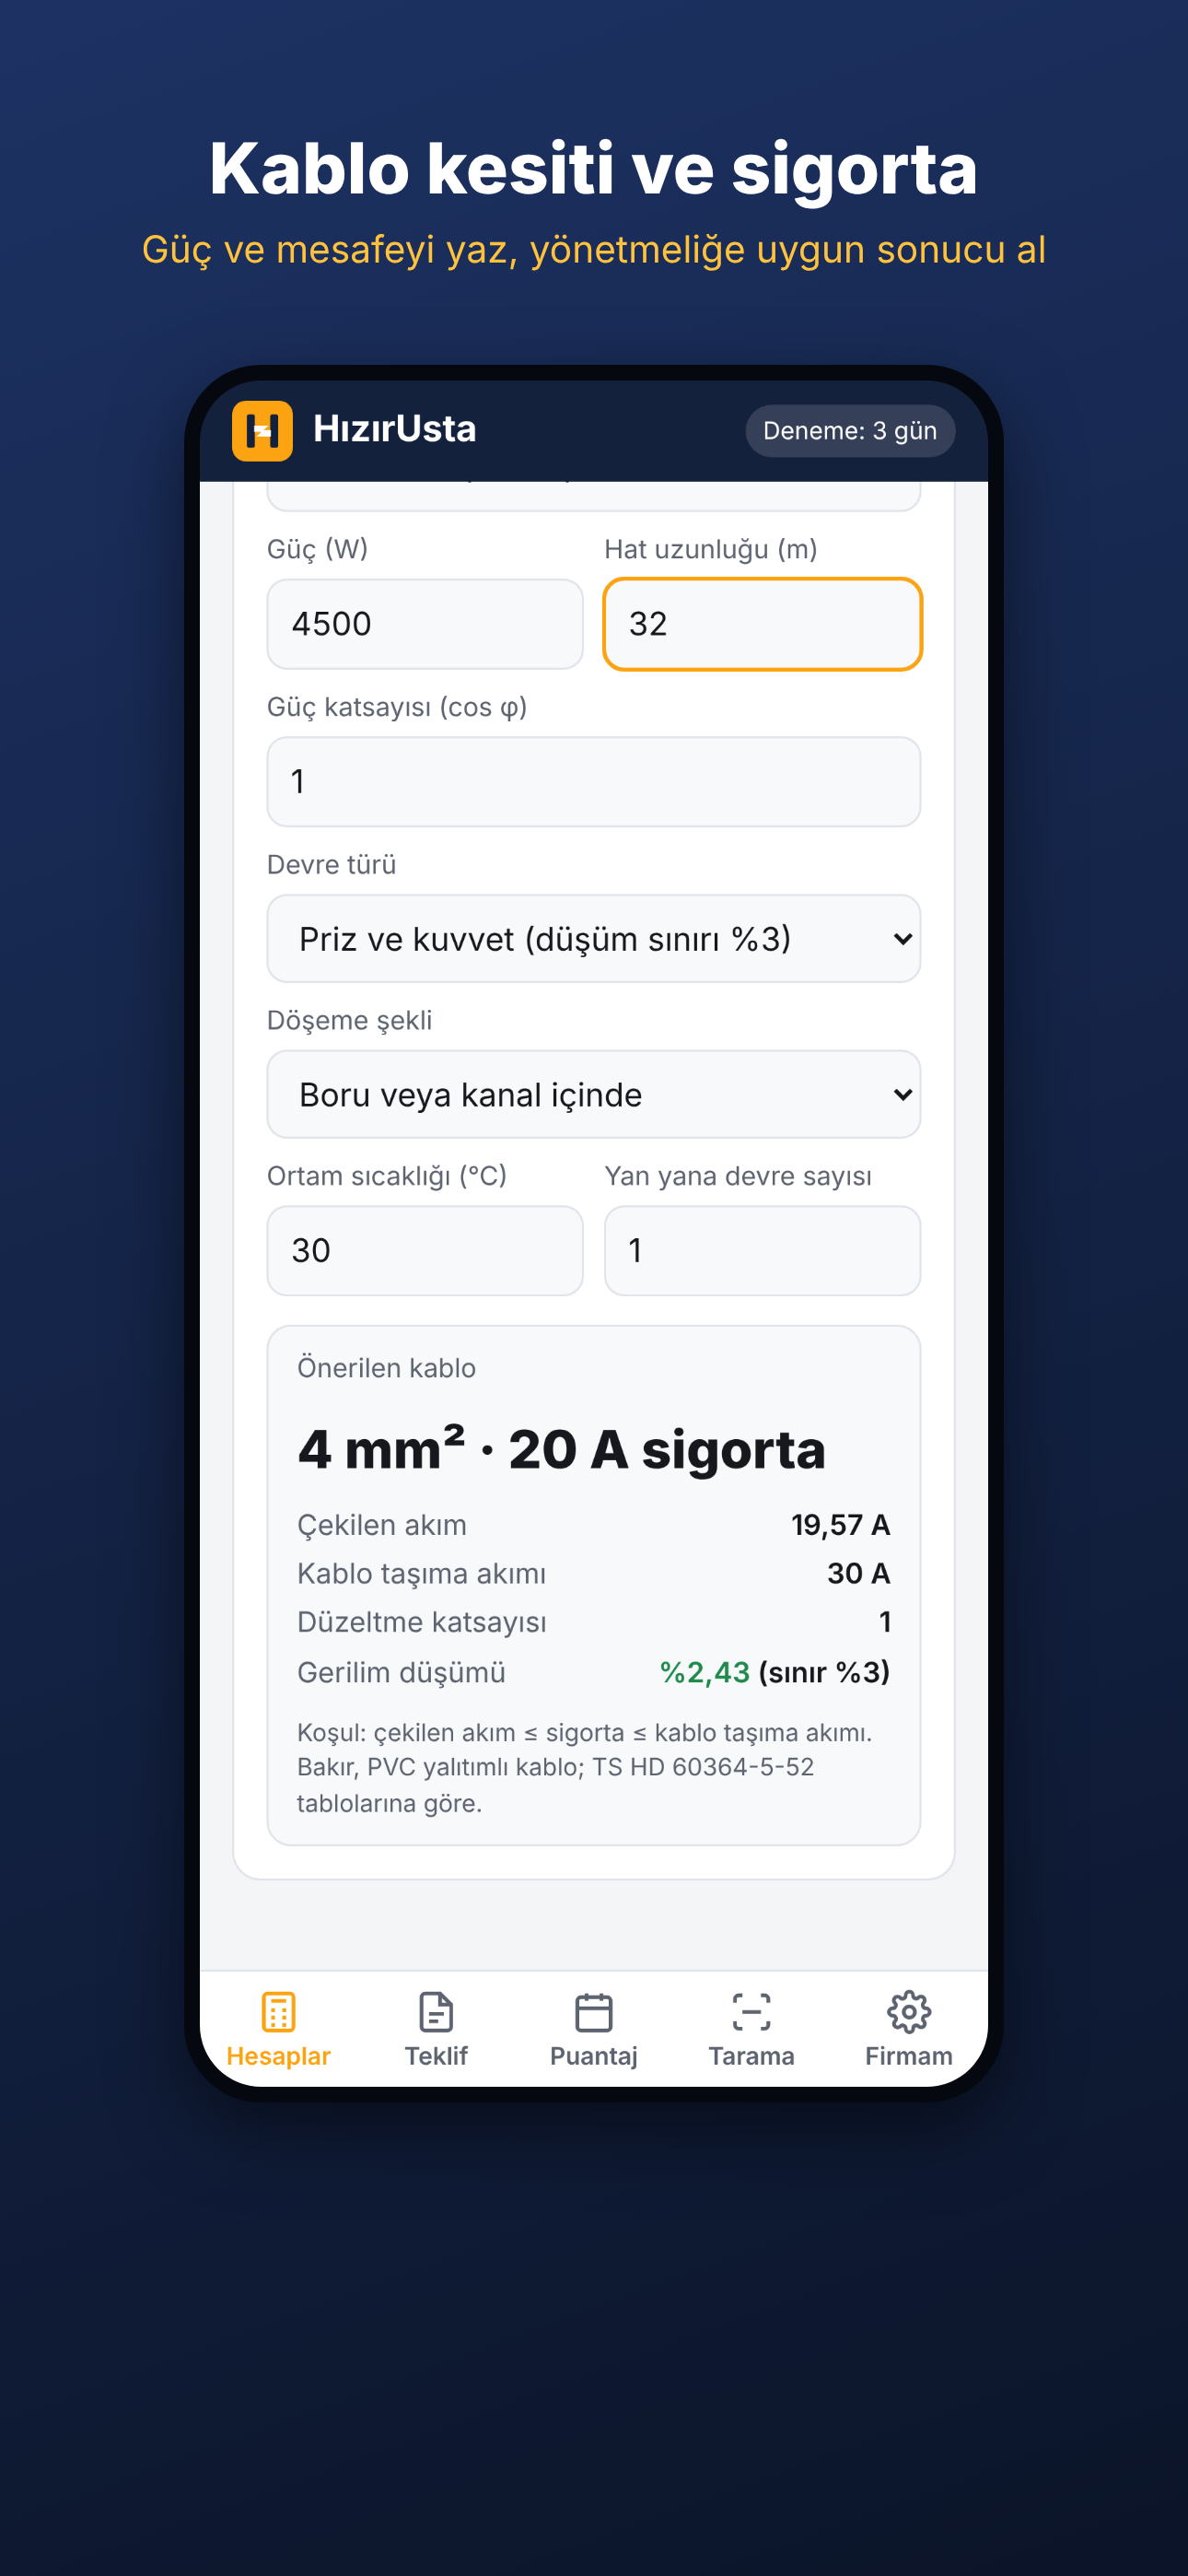 Kablo kesiti ve sigorta
Güç ve mesafeyi yaz, yönetmeliğe uygun sonucu al
HızırUsta
Deneme: 3 gün
Güç (W)
Hat uzunluğu (m)
4500
32
Güç katsayısı (cos φ)
1
Devre türü
Priz ve kuvvet (düşüm sınırı %3)
Döşeme şekli
Boru veya kanal içinde
Ortam sıcaklığı (°C)
Yan yana devre sayısı
30
1
Önerilen kablo
4 mm² · 20 A sigorta
Çekilen akım
19,57 A
Kablo taşıma akımı
30 A
Düzeltme katsayısı
1
Gerilim düşümü
%2,43 (sınır %3)
Koşul: çekilen akım ≤ sigorta ≤ kablo taşıma akımı.
Bakır, PVC yalıtımlı kablo; TS HD 60364-5-52
tablolarına göre.
Hesaplar
Teklif
Puantaj
Tarama
Firmam